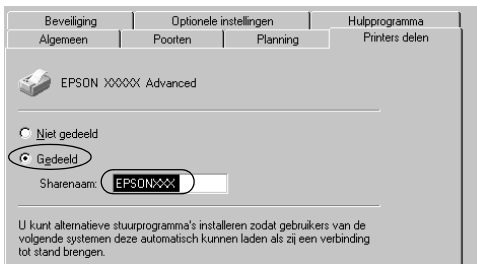 Beveiliging Optionele instellingen Hulpprogramma
Algemeen Poorten Planning Printers delen
EPSON XXXXX Advanced
Niet gedeeld
Gedeeld
Sharenaam: EPSONXXX
U kunt alternatieve stuurprogramma's installeren zodat gebruikers van de
volgende systemen deze automatisch kunnen laden als zij een verbinding
tot stand brengen.